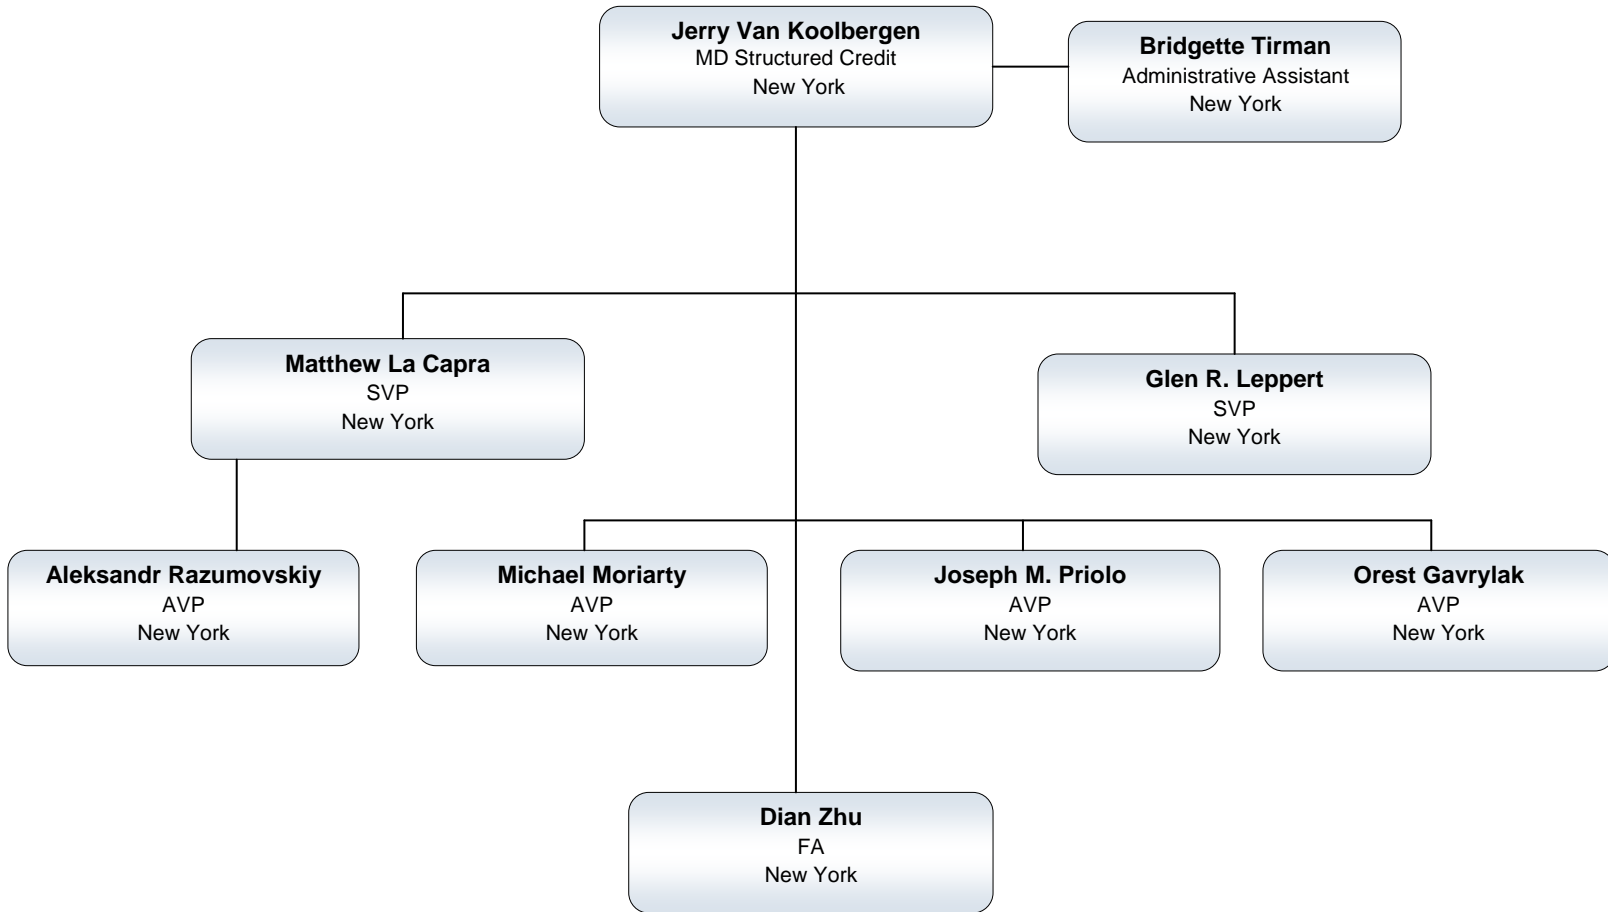 Jerry Van Koolbergen
MD Structured Credit
New York
Bridgette Tirman
Administrative Assistant
New York
Matthew La Capra
SVP
New York
Glen R. Leppert
SVP
New York
Aleksandr Razumovskiy
AVP
New York
Michael Moriarty
AVP
New York
Joseph M. Priolo
AVP
New York
Orest Gavrylak
AVP
New York
Dian Zhu
FA
New York